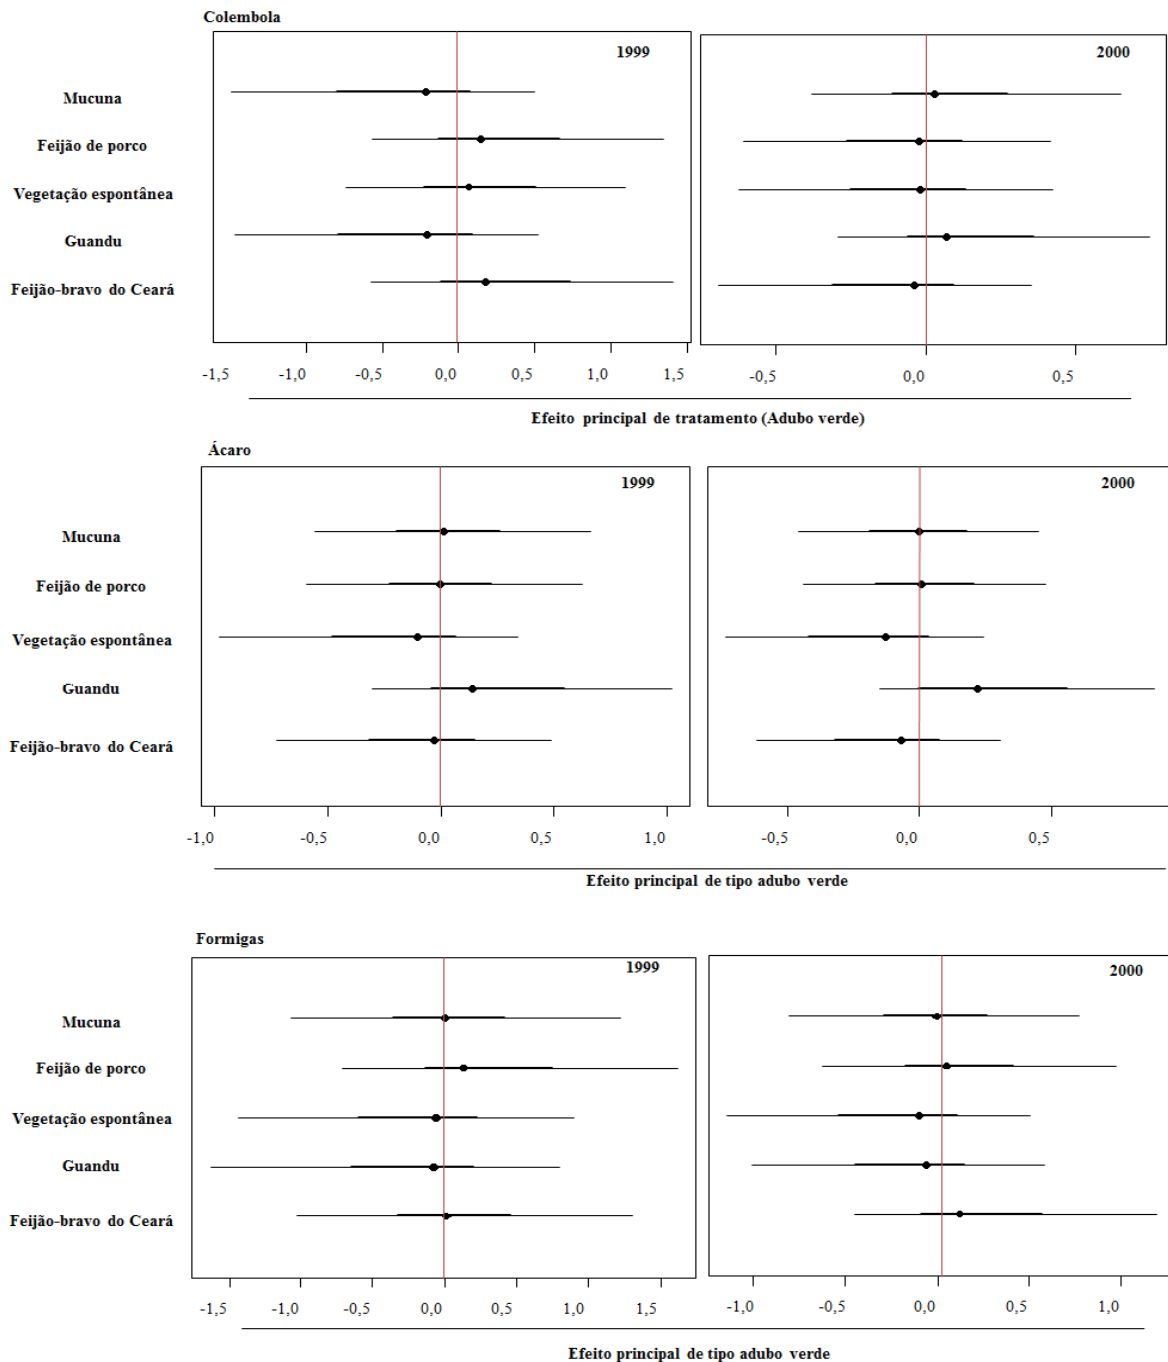 Colembola
1999
2000
Mucuna
Feijão de porco
Vegetação espontânea
Guandu
Feijão-bravo do Ceará
-1,5 -1,0 -0,5 0,0 0,5 1,0 1,5
-0,5 0,0 0,5
Efeito principal de tratamento (Adubo verde)
Ácaro
1999
2000
Mucuna
Feijão de porco
Vegetação espontânea
Guandu
Feijão-bravo do Ceará
-1,0 -0,5 0,0 0,5 1,0
-0,5 0,0 0,5
Efeito principal de tipo adubo verde
Formigas
1999
2000
Mucuna
Feijão de porco
Vegetação espontânea
Guandu
Feijão-bravo do Ceará
-1,5 -1,0 -0,5 0,0 0,5 1,0 1,5
-1,0 -0,5 0,0 0,5 1,0
Efeito principal de tipo adubo verde